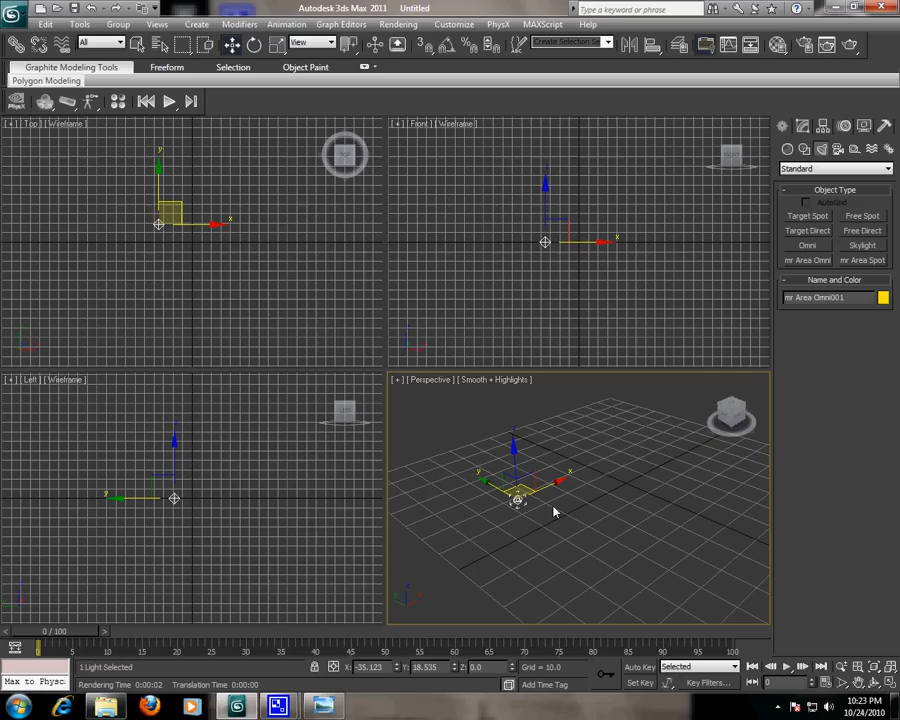 Autodesk 3ds Max 2011 Untitled
Type a keyword or phrase
Edit Tools Group Views Create Modifiers Animation Graph Editors Rendering Customize PhysX MAXScript Help
All
View
Create Selection Se
Graphite Modeling Tools Freeform Selection Object Paint
Polygon Modeling
PhysX
[ + ] [ Top ] [ Wireframe ]
[ + ] [ Front ] [ Wireframe ]
TOP
y
x
x
Standard
Object Type
AutoGrid
Target Spot Free Spot
Target Direct Free Direct
Omni Skylight
mr Area Omni mr Area Spot
Name and Color
mr Area Omni001
[ + ] [ Left ] [ Wireframe ]
[ + ] [ Perspective ] [ Smooth + Highlights ]
y
z
y
x
0 / 100
0 5 10 15 20 25 30 35 40 45 50 55 60 65 70 75 80 85 90 95 100
1 Light Selected
X: -35.123 Y: 18.535 Z: 0.0
Grid = 10.0
Auto Key Selected
Max to Physc:
Rendering Time 0:00:02 Translation Time 0:00:00
Add Time Tag
Set Key Key Filters...
0
10:23 PM
10/24/2010